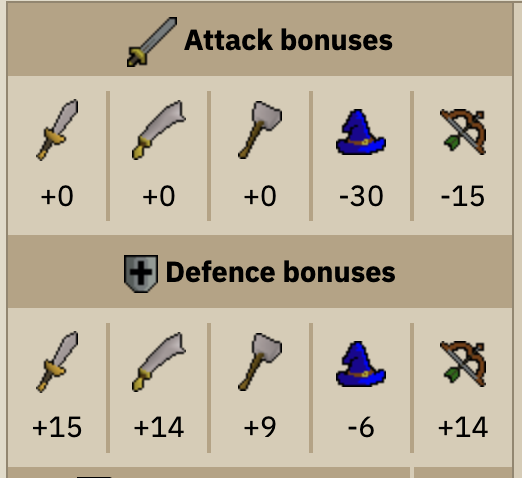 Attack bonuses
+0 +0 +0 -30 -15
Defence bonuses
+15 +14 +9 -6 +14